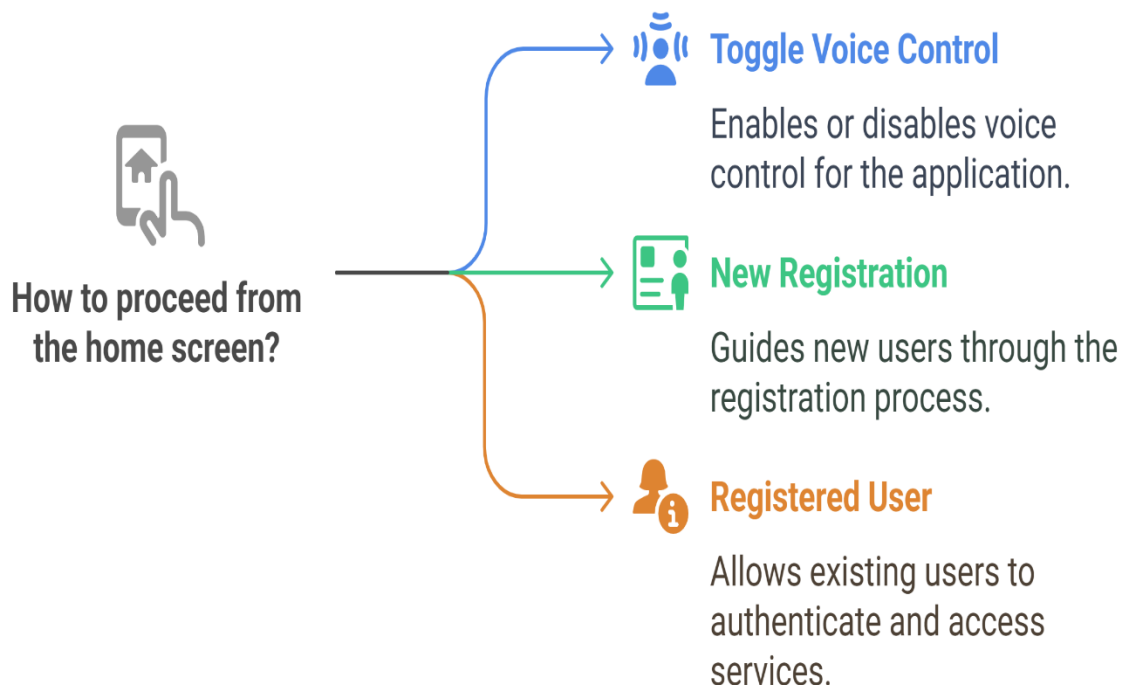 How to proceed from
the home screen?
Toggle Voice Control
Enables or disables voice
control for the application.
New Registration
Guides new users through the
registration process.
Registered User
Allows existing users to
authenticate and access
services.